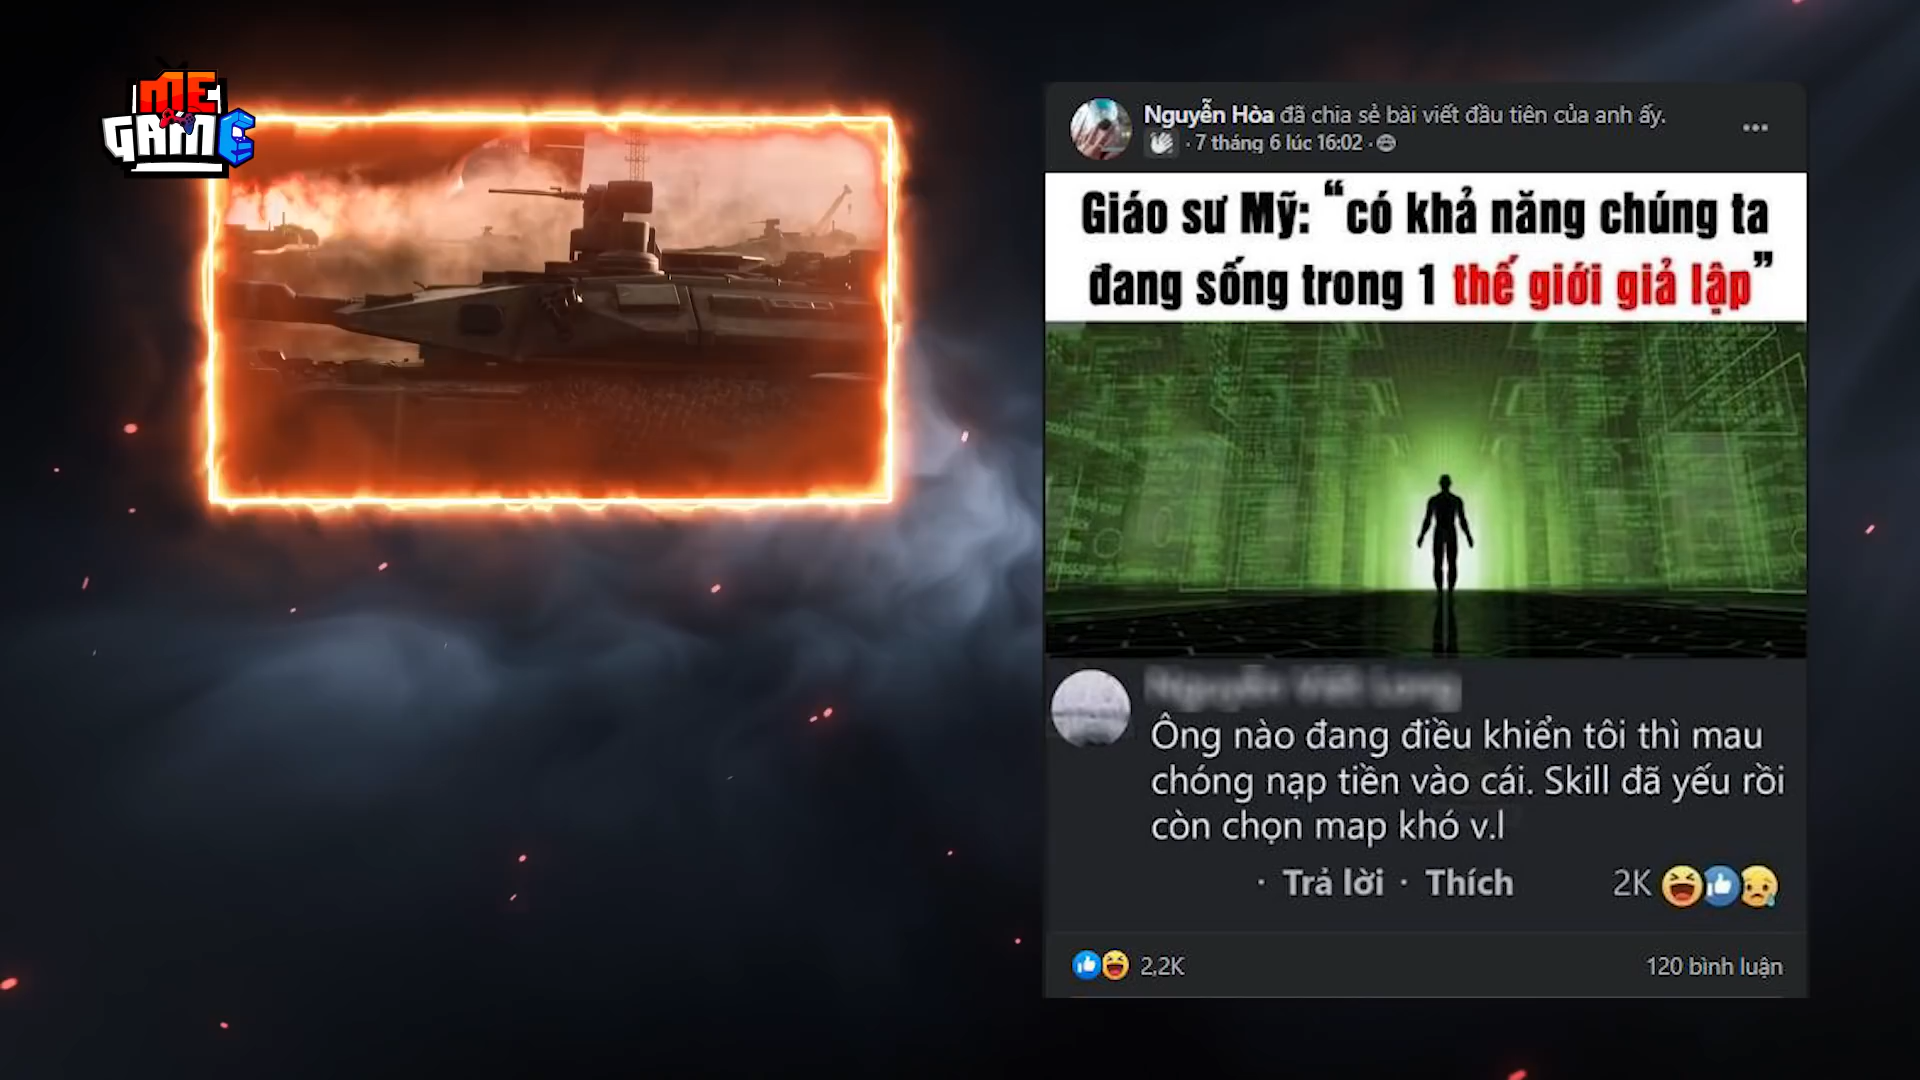 ME
GAME
Nguyễn Hòa đã chia sẻ bài viết đầu tiên của anh ấy.
· 7 tháng 6 lúc 16:02 ·
Giáo sư Mỹ: “có khả năng chúng ta
đang sống trong 1 thế giới giả lập”
Ông nào đang điều khiển tôi thì mau
chóng nạp tiền vào cái. Skill đã yếu rồi
còn chọn map khó v.l
· Trả lời · Thích 2K
2,2K 120 bình luận